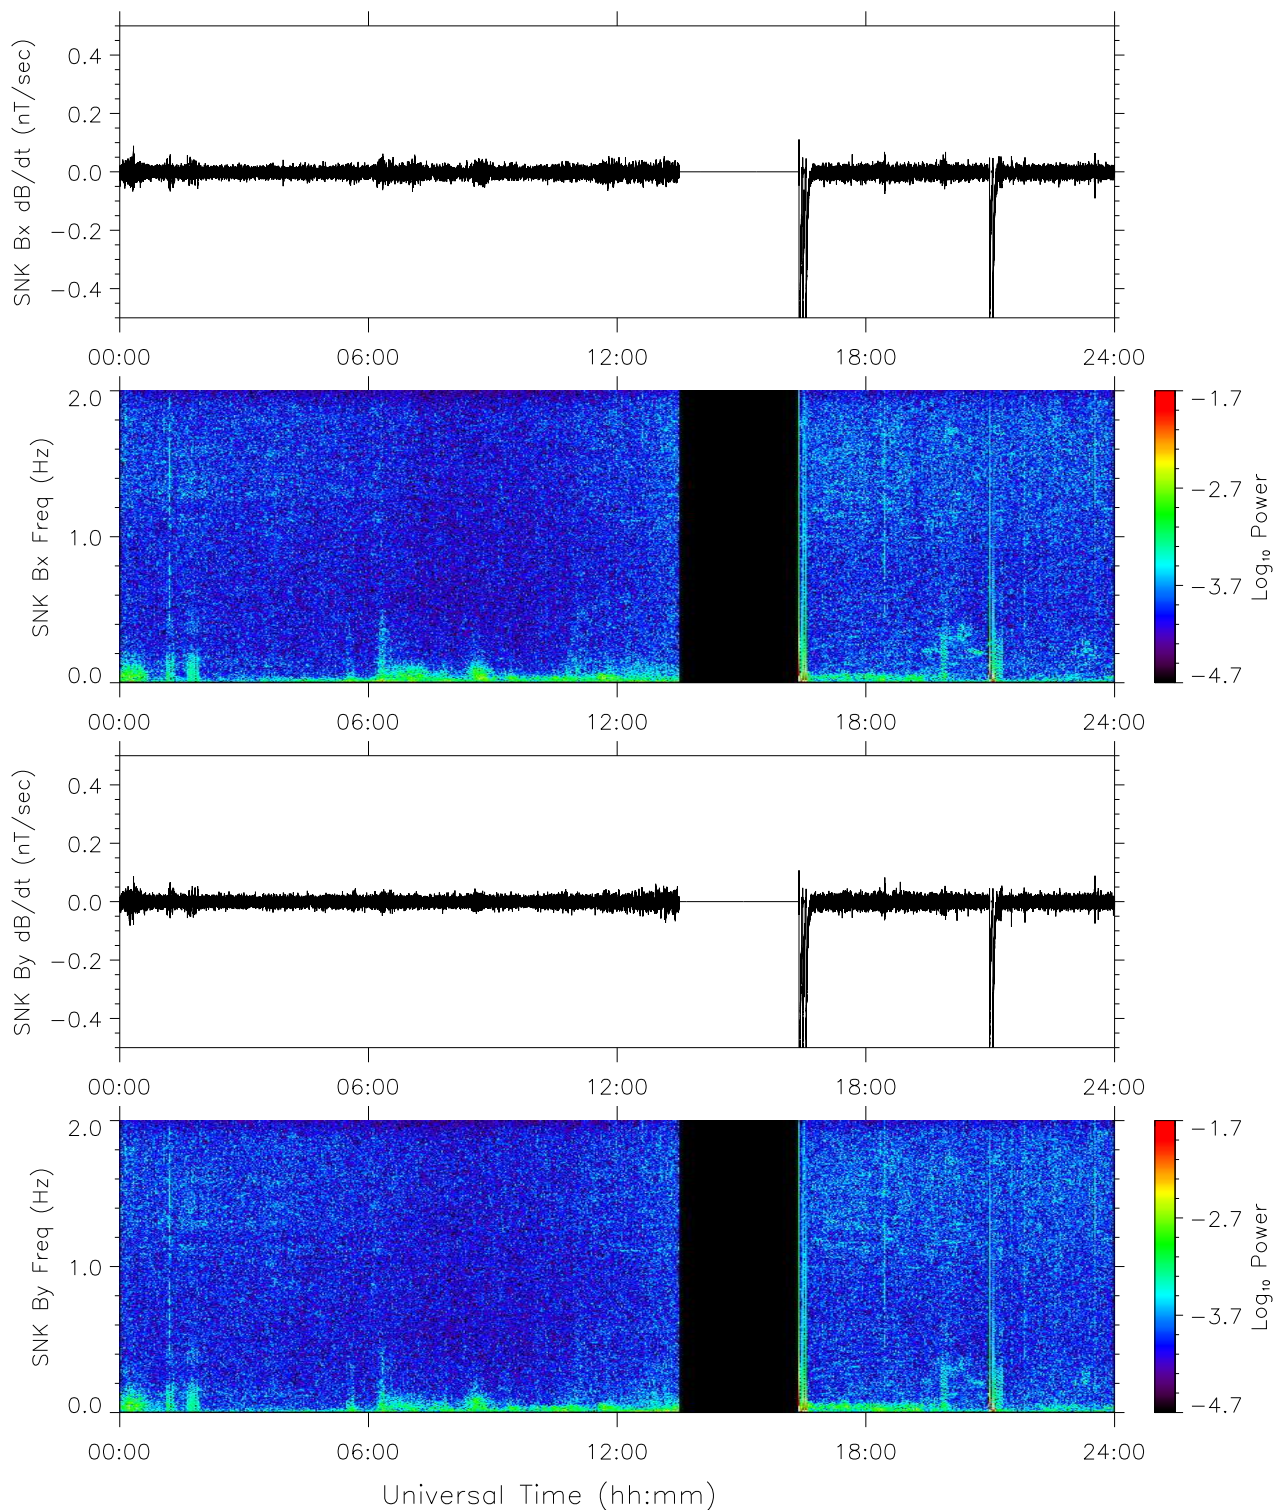 SNK Bx dB/dt (nT/sec)
0.4
0.2
0.0
−0.2
−0.4
00:00 06:00 12:00 18:00 24:00
SNK Bx Freq (Hz)
2.0
1.0
0.0
−1.7
−2.7
−3.7
−4.7
Log₁₀ Power
00:00 06:00 12:00 18:00 24:00
SNK By dB/dt (nT/sec)
0.4
0.2
0.0
−0.2
−0.4
00:00 06:00 12:00 18:00 24:00
SNK By Freq (Hz)
2.0
1.0
0.0
−1.7
−2.7
−3.7
−4.7
Log₁₀ Power
00:00 06:00 12:00 18:00 24:00
Universal Time (hh:mm)